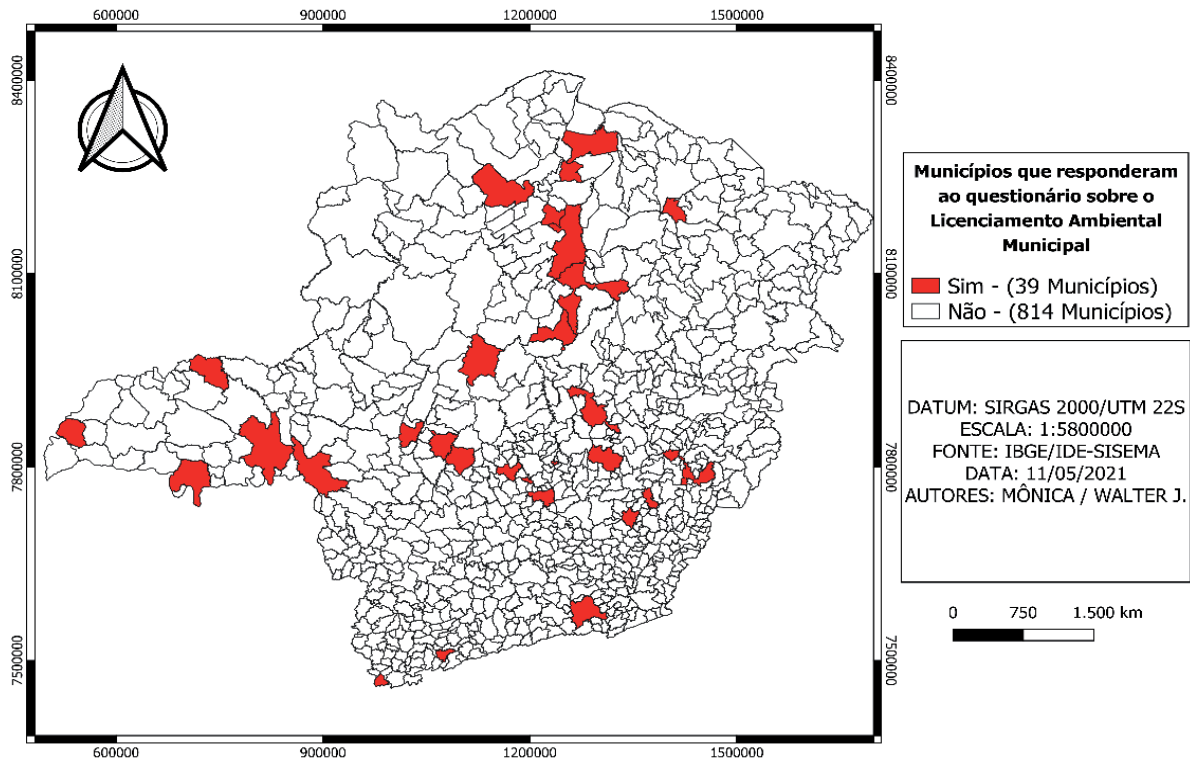 600000 900000 1200000 1500000
8400000 8400000
8100000 8100000
7800000 7800000
7500000 7500000
600000 900000 1200000 1500000
Municípios que responderam
ao questionário sobre o
Licenciamento Ambiental
Municipal
Sim - (39 Municípios)
Não - (814 Municípios)
DATUM: SIRGAS 2000/UTM 22S
ESCALA: 1:5800000
FONTE: IBGE/IDE-SISEMA
DATA: 11/05/2021
AUTORES: MÔNICA / WALTER J.
0 750 1.500 km